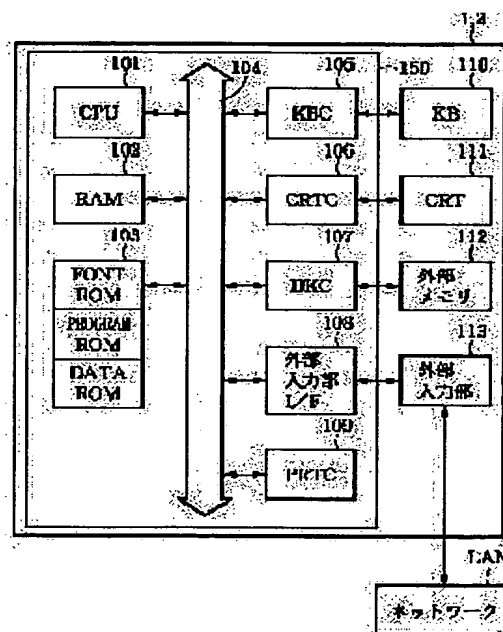 1,2
101
104
105
150
110
CPU
KBC
KB
102
106
111
RAM
CRTC
CRT
103
107
112
FONT
ROM
PROGRAM
ROM
DATA
ROM
DKC
外部
メモリ
108
113
外部
入力部
I/F
外部
入力部
109
PRTC
LAN
ネットワーク